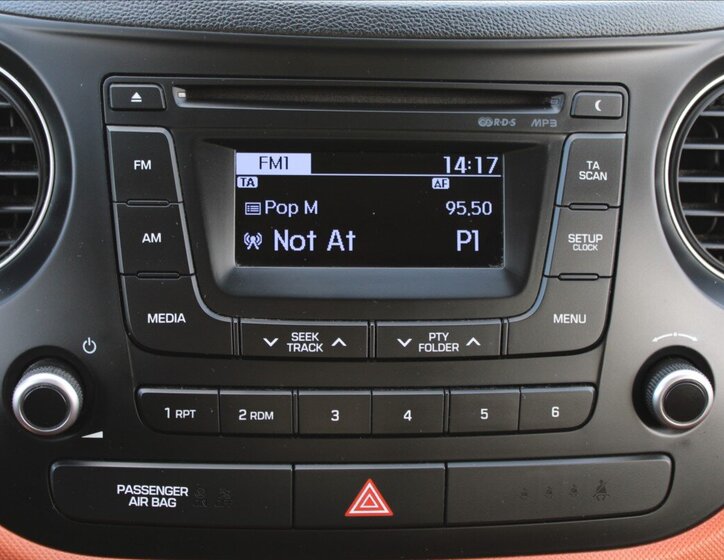 R·D·S MP3
FM
FM1 14:17
TA AF
TA
SCAN
Pop M 95.50
AM
Not At P1
SETUP
CLOCK
MEDIA
SEEK
TRACK
PTY
FOLDER
MENU
1 RPT 2 RDM 3 4 5 6
PASSENGER
AIR BAG